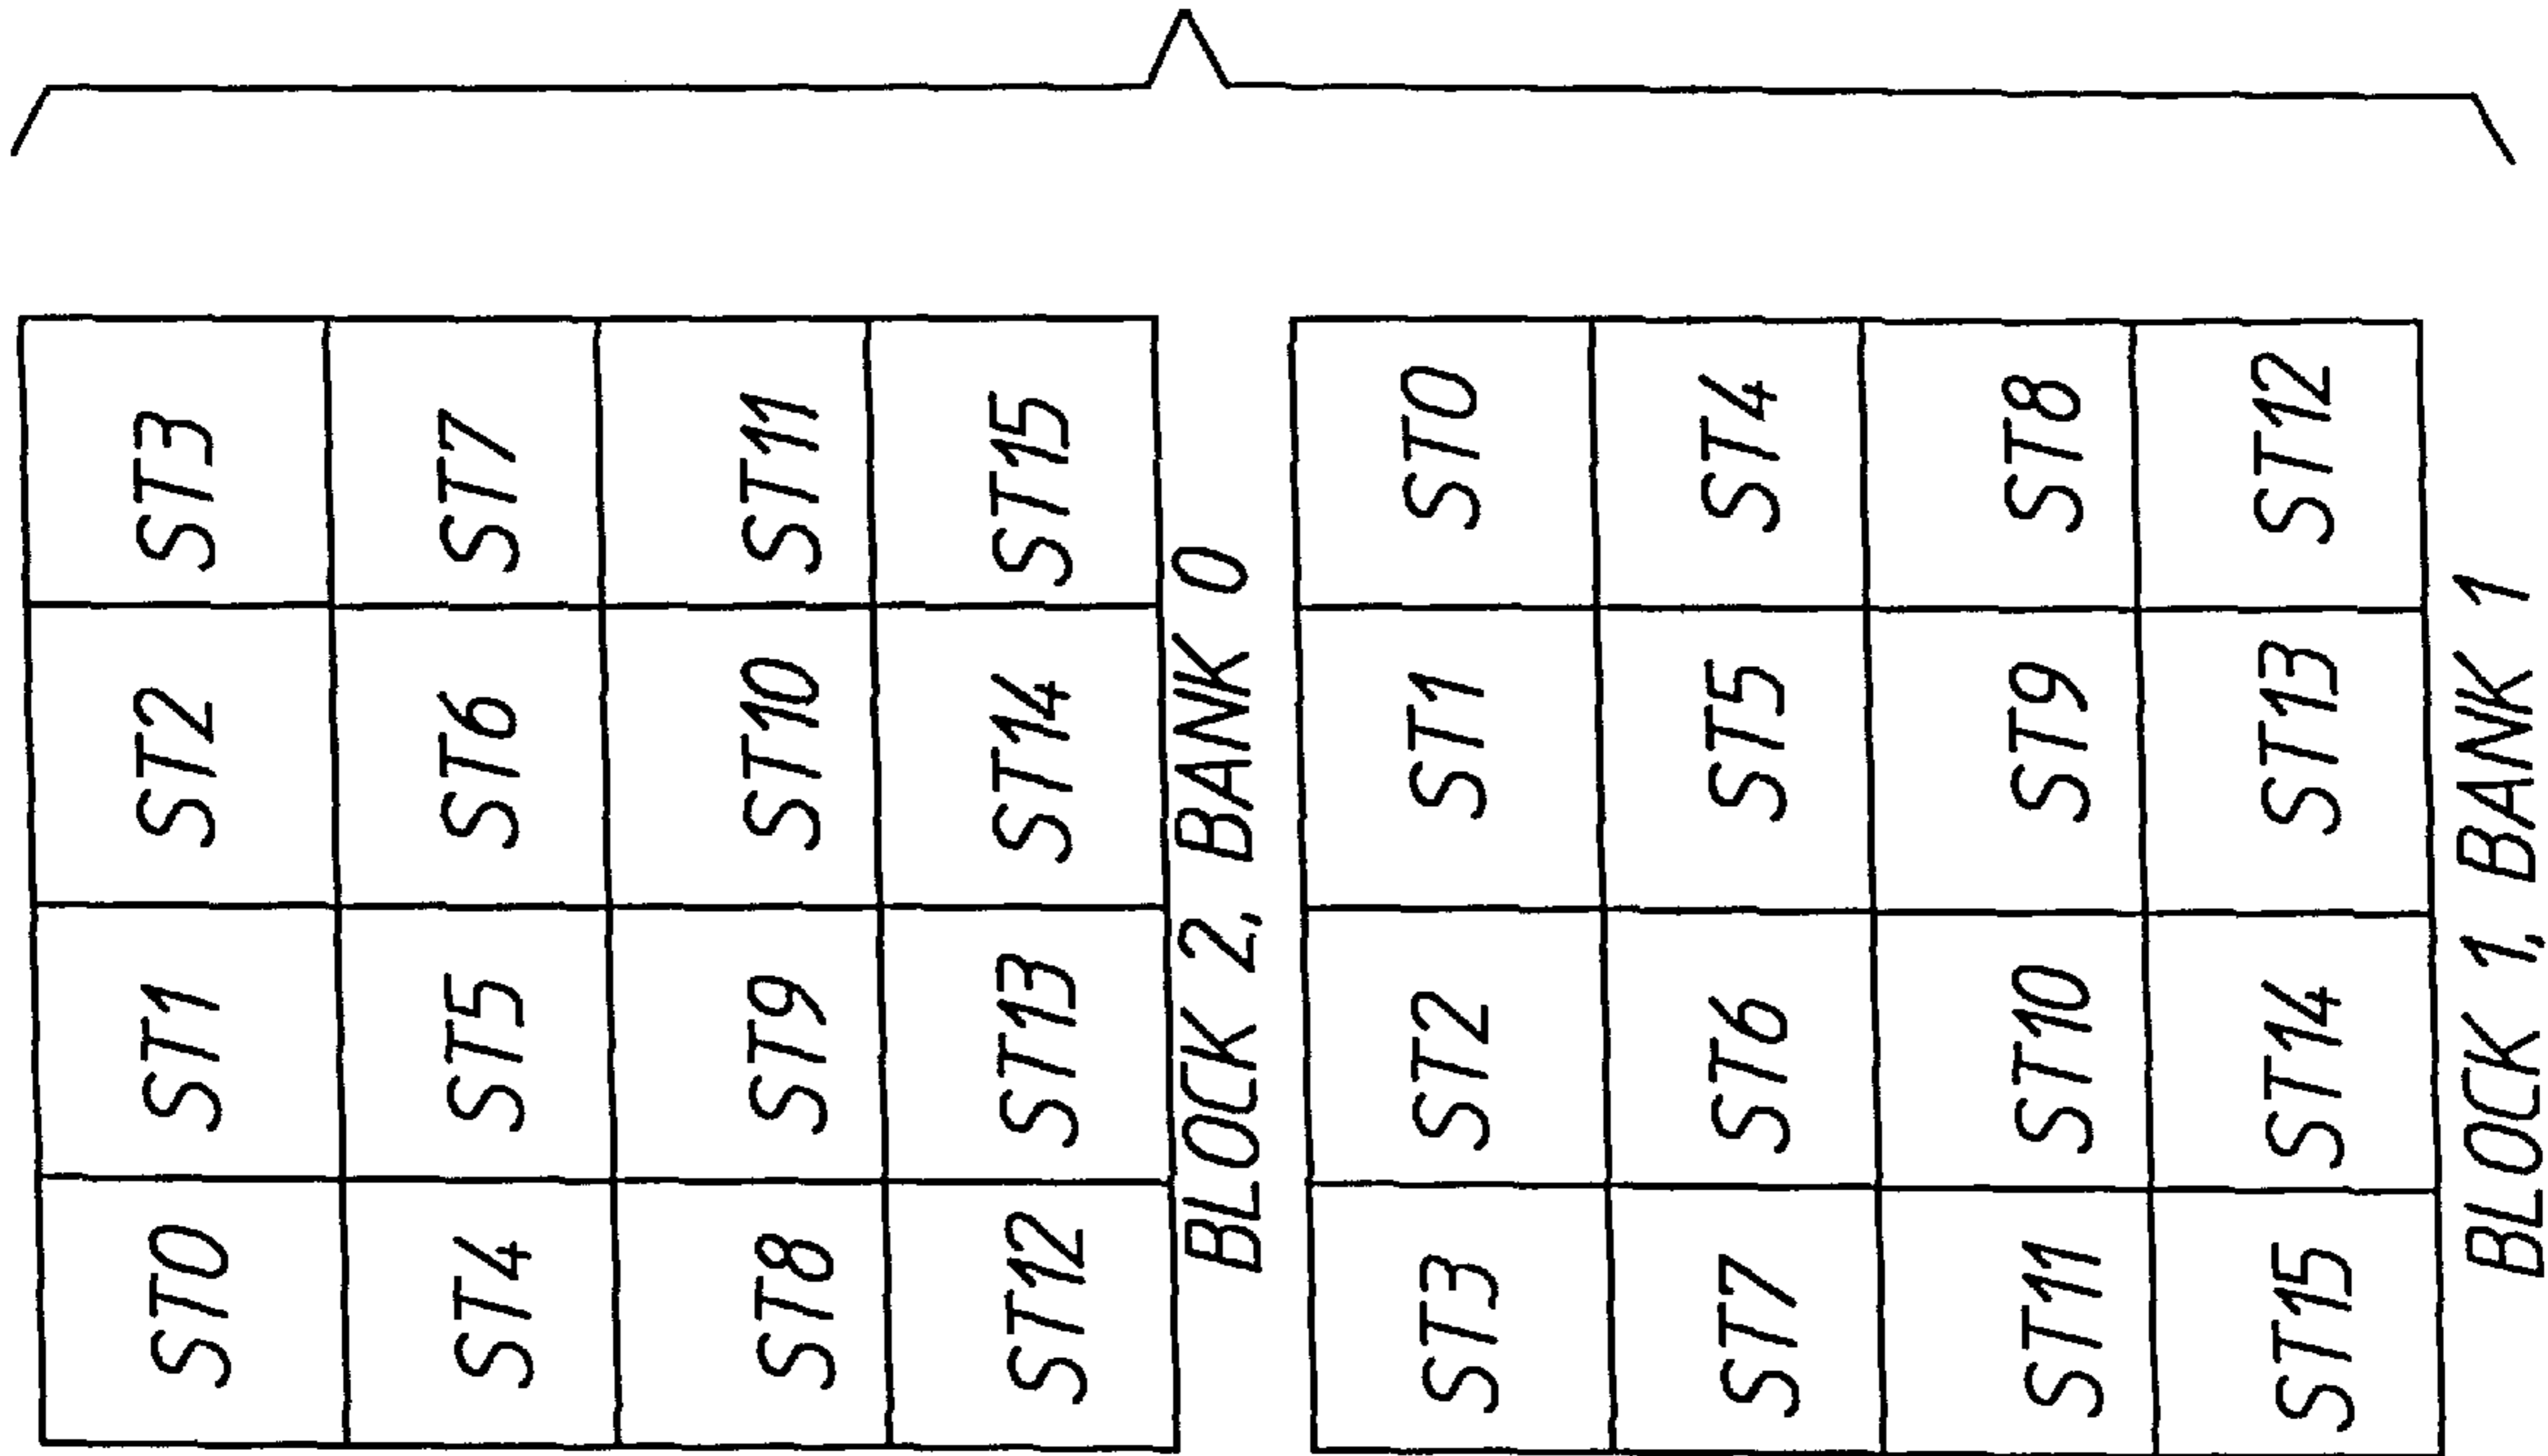 ST0 ST1 ST2 ST3
ST4 ST5 ST6 ST7
ST8 ST9 ST10 ST11
ST12 ST13 ST14 ST15
BLOCK 2, BANK 0
ST3 ST2 ST1 ST0
ST7 ST6 ST5 ST4
ST11 ST10 ST9 ST8
ST15 ST14 ST13 ST12
BLOCK 1, BANK 1